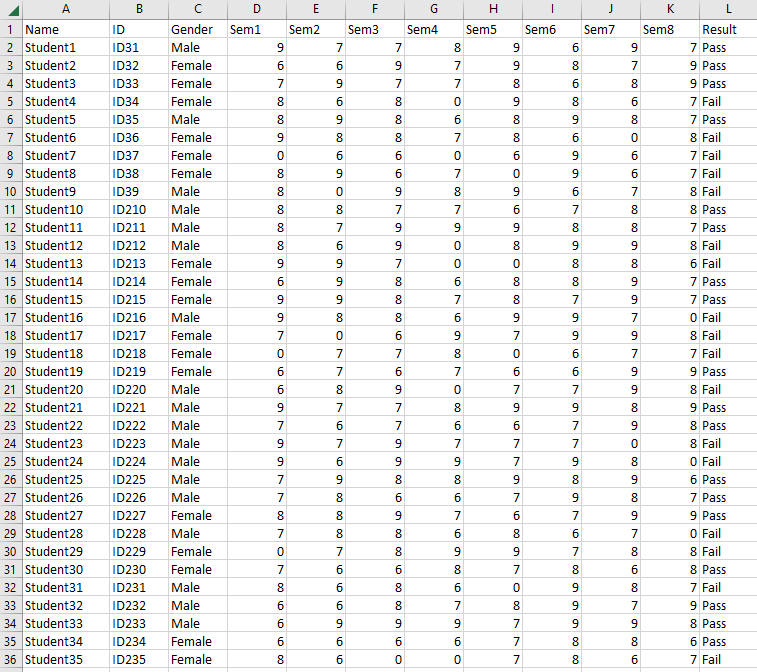 A B C D E F G H I J K L
1 Name ID Gender Sem1 Sem2 Sem3 Sem4 Sem5 Sem6 Sem7 Sem8 Result
2 Student1 ID31 Male 9 7 7 8 9 6 9 7 Pass
3 Student2 ID32 Female 6 6 9 7 9 8 7 9 Pass
4 Student3 ID33 Female 7 9 7 7 8 6 8 9 Pass
5 Student4 ID34 Female 8 6 8 0 9 8 6 7 Fail
6 Student5 ID35 Male 8 9 8 6 8 9 8 7 Pass
7 Student6 ID36 Female 9 8 8 7 8 6 0 8 Fail
8 Student7 ID37 Female 0 6 6 0 6 9 6 7 Fail
9 Student8 ID38 Female 8 9 6 7 0 9 6 7 Fail
10 Student9 ID39 Male 8 0 9 8 9 6 7 8 Fail
11 Student10 ID210 Male 8 8 7 7 6 7 8 8 Pass
12 Student11 ID211 Male 8 7 9 9 9 8 8 7 Pass
13 Student12 ID212 Male 8 6 9 0 8 9 9 8 Fail
14 Student13 ID213 Female 9 9 7 0 0 8 8 6 Fail
15 Student14 ID214 Female 6 9 8 6 8 8 9 7 Pass
16 Student15 ID215 Female 9 9 8 7 8 7 9 7 Pass
17 Student16 ID216 Male 9 8 8 6 9 9 7 0 Fail
18 Student17 ID217 Female 7 0 6 9 7 9 9 8 Fail
19 Student18 ID218 Female 0 7 7 8 0 6 7 7 Fail
20 Student19 ID219 Female 6 7 6 7 6 6 9 9 Pass
21 Student20 ID220 Male 6 8 9 0 7 7 9 8 Fail
22 Student21 ID221 Male 9 7 7 8 9 9 8 9 Pass
23 Student22 ID222 Male 7 6 7 6 6 7 9 8 Pass
24 Student23 ID223 Male 9 7 9 7 7 7 0 8 Fail
25 Student24 ID224 Male 9 6 9 9 7 9 8 0 Fail
26 Student25 ID225 Male 7 9 8 8 9 8 9 6 Pass
27 Student26 ID226 Male 7 8 6 6 7 9 8 7 Pass
28 Student27 ID227 Female 8 8 9 7 6 7 9 9 Pass
29 Student28 ID228 Male 7 8 8 6 8 6 7 0 Fail
30 Student29 ID229 Female 0 7 8 9 9 7 8 8 Fail
31 Student30 ID230 Female 7 6 6 8 7 8 6 8 Pass
32 Student31 ID231 Male 8 6 8 6 0 9 8 7 Fail
33 Student32 ID232 Male 6 6 8 7 8 9 7 9 Pass
34 Student33 ID233 Male 6 9 9 9 7 9 9 8 Pass
35 Student34 ID234 Female 6 6 6 6 7 8 8 6 Pass
36 Student35 ID235 Female 8 6 0 0 7 8 6 7 Fail